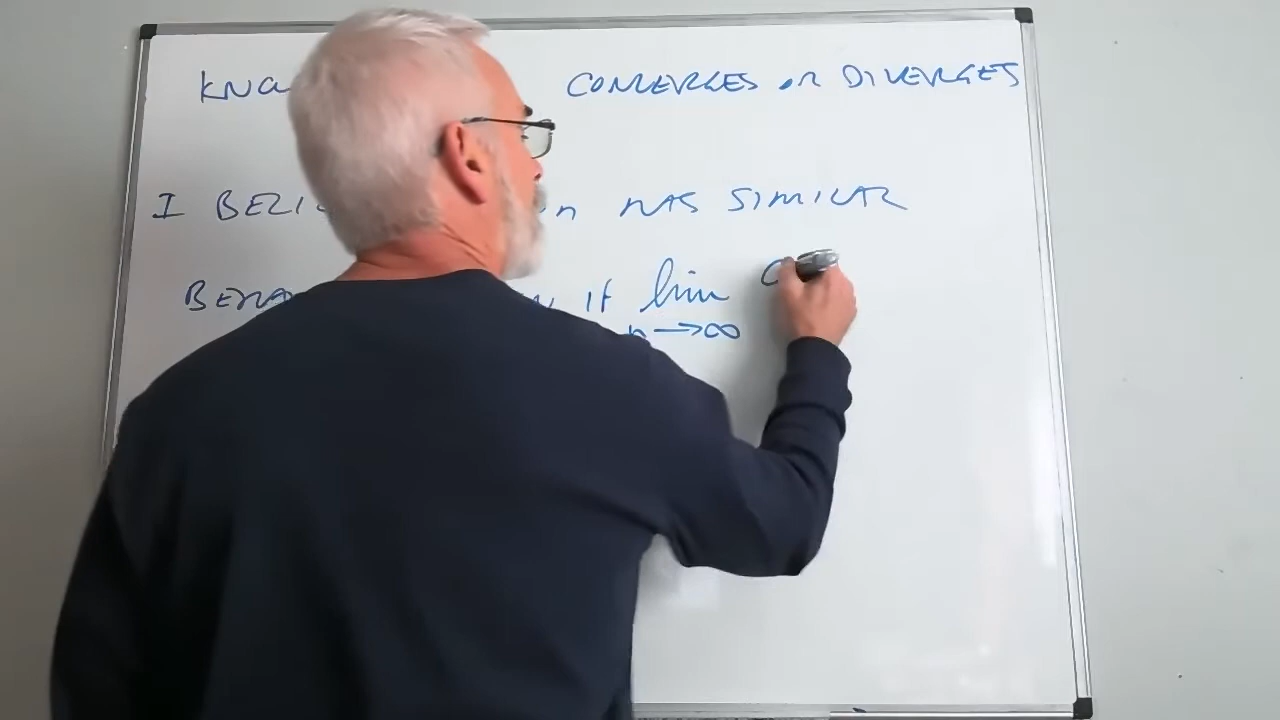 KNO CONVERGES OR DIVERGES
I BELI n HAS SIMILAR
BEHA IF lim
n →∞